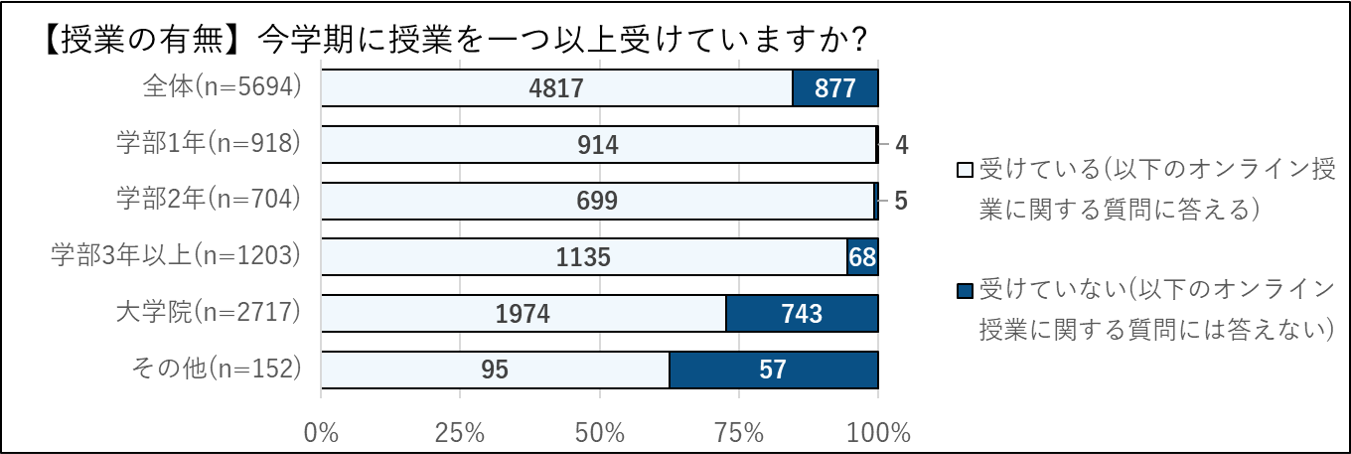 【授業の有無】今学期に授業を一つ以上受けていますか?
全体(n=5694)
4817
877
学部1年(n=918)
914
4
学部2年(n=704)
699
5
学部3年以上(n=1203)
1135
68
大学院(n=2717)
1974
743
その他(n=152)
95
57
0%
25%
50%
75%
100%
受けている(以下のオンライン授
業に関する質問に答える)
受けていない(以下のオンライン
授業に関する質問には答えない)